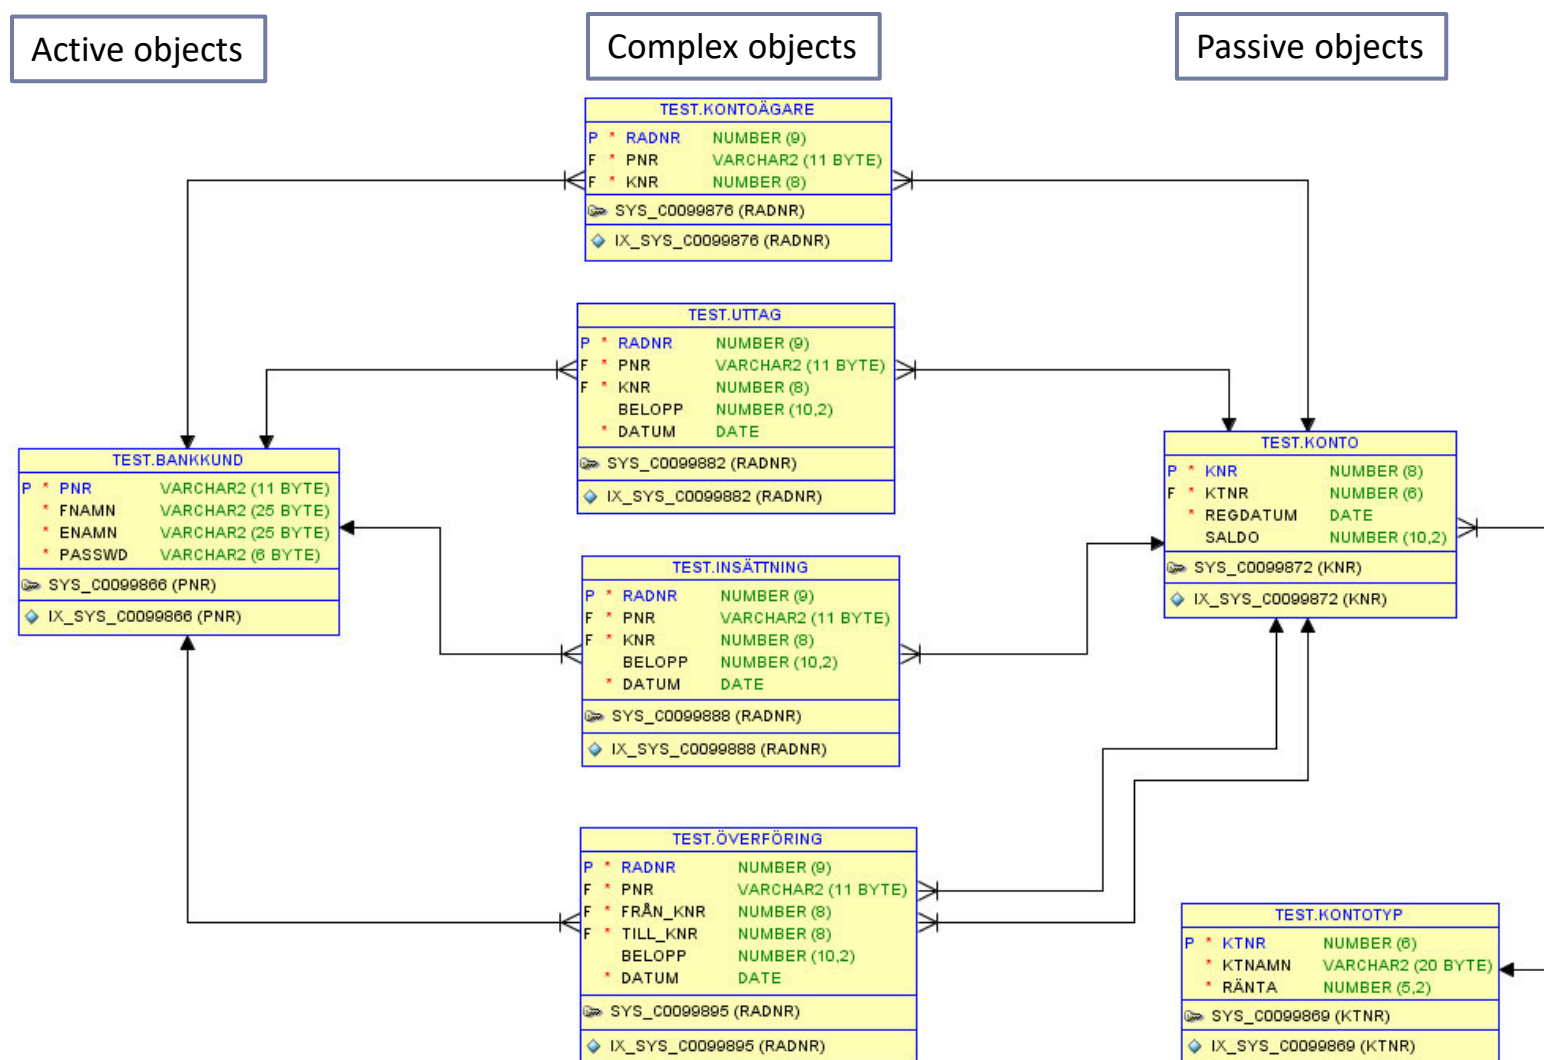 Active objects
Complex objects
Passive objects
TEST.KONTOÄGARE
P * RADNR NUMBER (9)
F * PNR VARCHAR2 (11 BYTE)
F * KNR NUMBER (8)
SYS_C0099876 (RADNR)
IX_SYS_C0099876 (RADNR)
TEST.UTTAG
P * RADNR NUMBER (9)
F * PNR VARCHAR2 (11 BYTE)
F * KNR NUMBER (8)
BELOPP NUMBER (10,2)
* DATUM DATE
SYS_C0099882 (RADNR)
IX_SYS_C0099882 (RADNR)
TEST.BANKKUND
P * PNR VARCHAR2 (11 BYTE)
* FNAMN VARCHAR2 (25 BYTE)
* ENAMN VARCHAR2 (25 BYTE)
* PASSWD VARCHAR2 (6 BYTE)
SYS_C0099866 (PNR)
IX_SYS_C0099866 (PNR)
TEST.KONTO
P * KNR NUMBER (8)
F * KTNR NUMBER (6)
* REGDATUM DATE
SALDO NUMBER (10,2)
SYS_C0099872 (KNR)
IX_SYS_C0099872 (KNR)
TEST.INSÄTTNING
P * RADNR NUMBER (9)
F * PNR VARCHAR2 (11 BYTE)
F * KNR NUMBER (8)
BELOPP NUMBER (10,2)
* DATUM DATE
SYS_C0099888 (RADNR)
IX_SYS_C0099888 (RADNR)
TEST.ÖVERFÖRING
P * RADNR NUMBER (9)
F * PNR VARCHAR2 (11 BYTE)
F * FRÅN_KNR NUMBER (8)
F * TILL_KNR NUMBER (8)
BELOPP NUMBER (10,2)
* DATUM DATE
SYS_C0099895 (RADNR)
IX_SYS_C0099895 (RADNR)
TEST.KONTOTYP
P * KTNR NUMBER (6)
* KTNAMN VARCHAR2 (20 BYTE)
* RÄNTA NUMBER (5,2)
SYS_C0099869 (KTNR)
IX_SYS_C0099869 (KTNR)